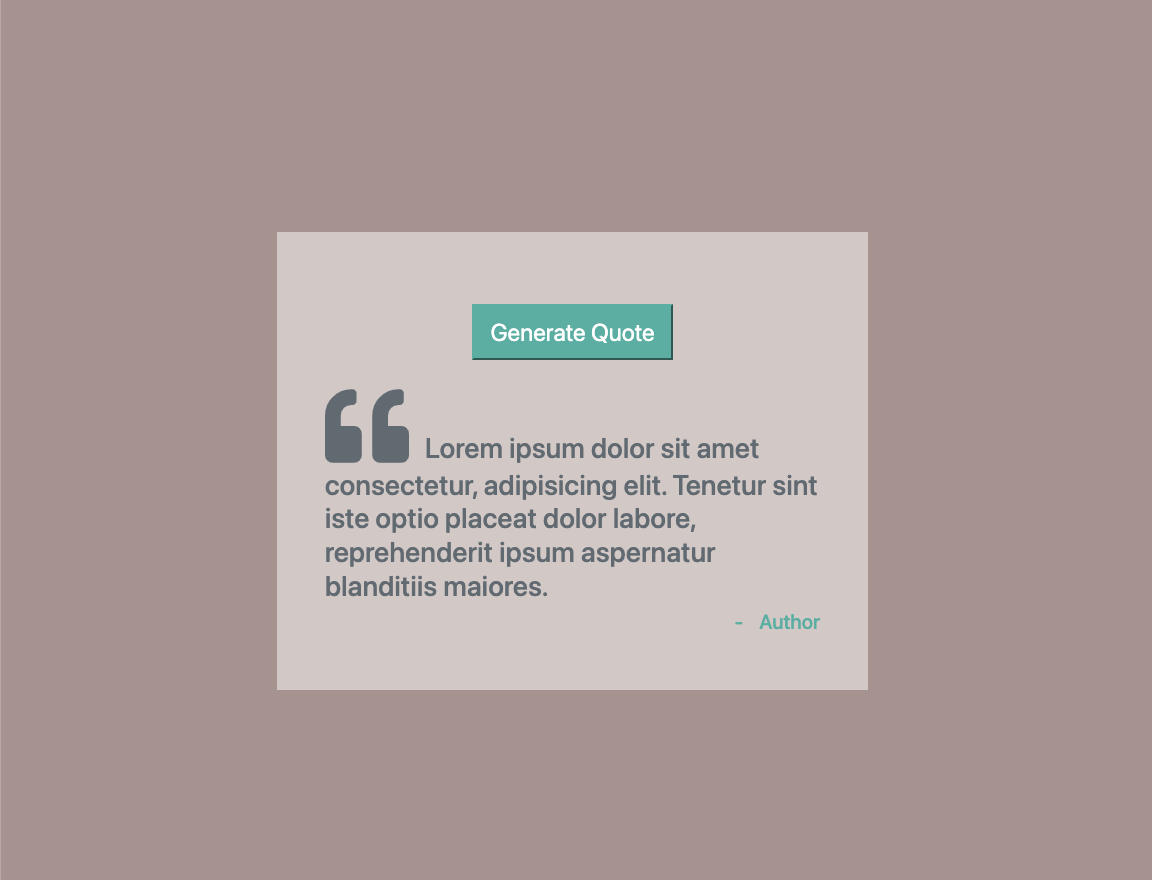 Generate Quote
Lorem ipsum dolor sit amet
consectetur, adipisicing elit. Tenetur sint
iste optio placeat dolor labore,
reprehenderit ipsum aspernatur
blanditiis maiores.
- Author